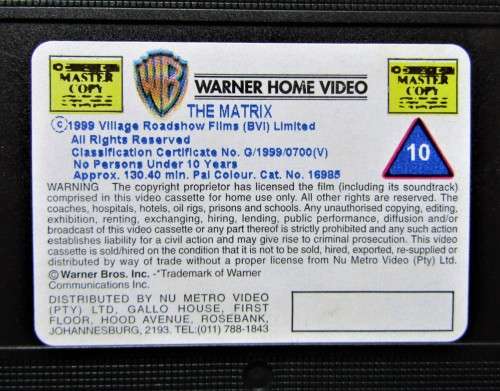 MASTER COPY
WB
WARNER HOME VIDEO
MASTER COPY
THE MATRIX
©1999 Village Roadshow Films (BVI) Limited
All Rights Reserved
Classification Certificate No. G/1999/0700(V)
No Persons Under 10 Years
Approx. 130.40 min. Pal Colour. Cat. No. 16985
10
WARNING The copyright proprietor has licensed the film (including its soundtrack)
comprised in this video cassette for home use only. All other rights are reserved. The
coaches, hospitals, hotels, oil rigs, prisons and schools. Any unauthorised copying, editing,
exhibition, renting, exchanging, hiring, lending, public performance, diffusion and/or
broadcast of this video cassette or any part thereof is strictly prohibited and any such action
establishes liability for a civil action and may give rise to criminal prosecution. This video
cassette is sold/hired on the condition that it is not to be sold, hired, exported, re-supplied or
distributed by way of trade without a proper license from Nu Metro Video (Pty) Ltd.
© Warner Bros. Inc. -*Trademark of Warner
Communications Inc.
DISTRIBUTED BY NU METRO VIDEO
(PTY) LTD, GALLO HOUSE, FIRST
FLOOR, HOOD AVENUE, ROSEBANK,
JOHANNESBURG, 2193. TEL:(011) 788-1843